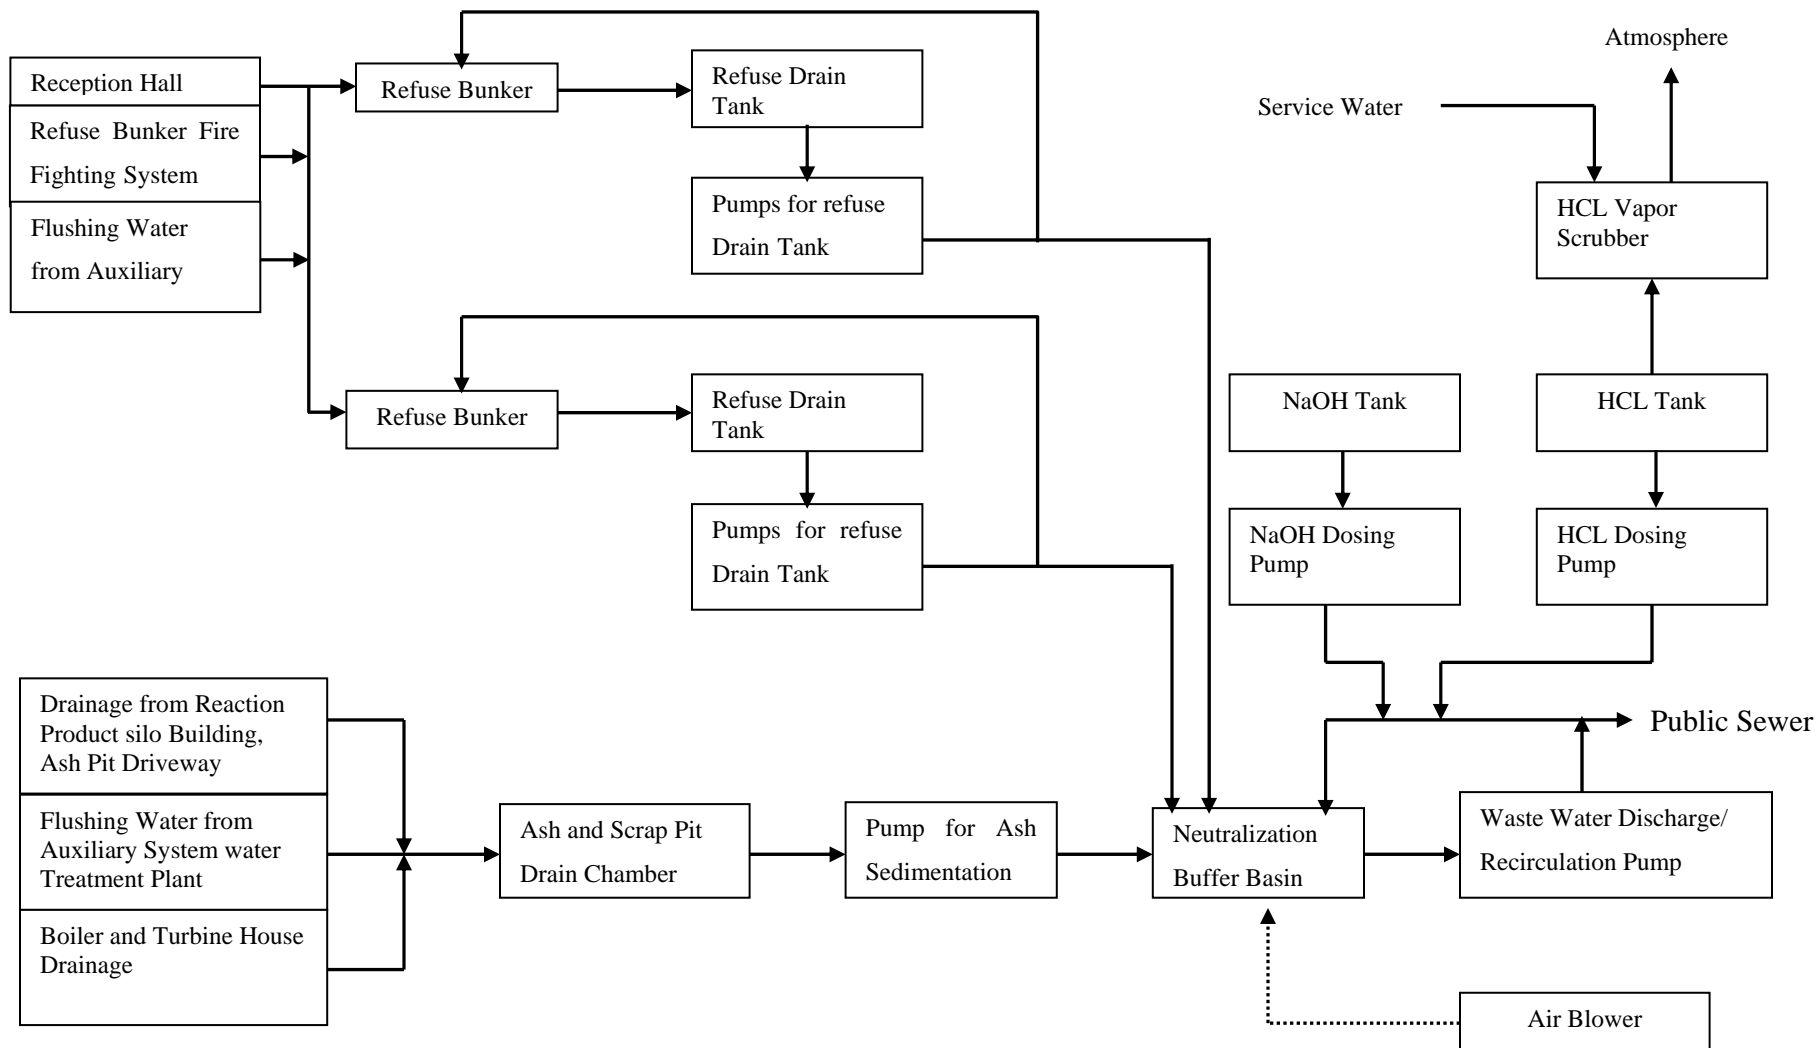 Atmosphere
Reception Hall
Refuse Bunker
Refuse Drain
Tank
Service Water
Refuse Bunker Fire
Fighting System
Pumps for refuse
Drain Tank
HCL Vapor
Scrubber
Flushing Water
from Auxiliary
Refuse Bunker
Refuse Drain
Tank
NaOH Tank
HCL Tank
Pumps for refuse
Drain Tank
NaOH Dosing
Pump
HCL Dosing
Pump
Drainage from Reaction
Product silo Building,
Ash Pit Driveway
Public Sewer
Flushing Water from
Auxiliary System water
Treatment Plant
Ash and Scrap Pit
Drain Chamber
Pump for Ash
Sedimentation
Neutralization
Buffer Basin
Waste Water Discharge/
Recirculation Pump
Boiler and Turbine House
Drainage
Air Blower